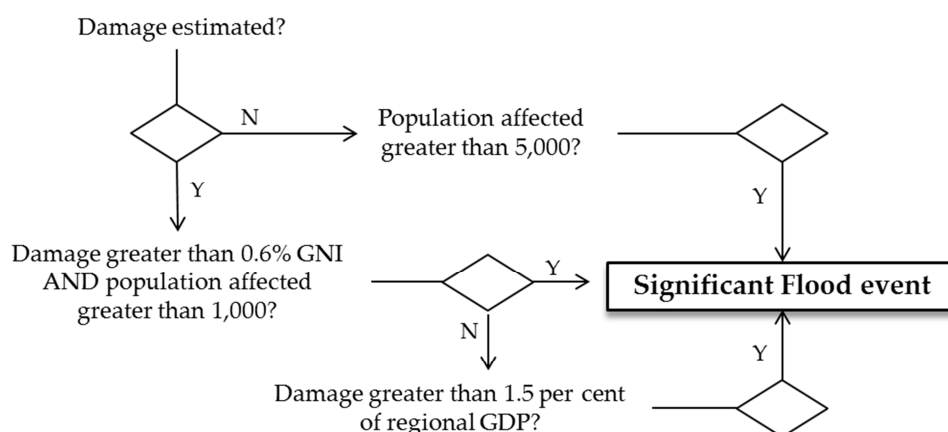 Damage estimated?
N
Population affected
greater than 5,000?
Y
Y
Damage greater than 0.6% GNI
AND population affected
greater than 1,000?
Y
Significant Flood event
N
Y
Damage greater than 1.5 per cent
of regional GDP?